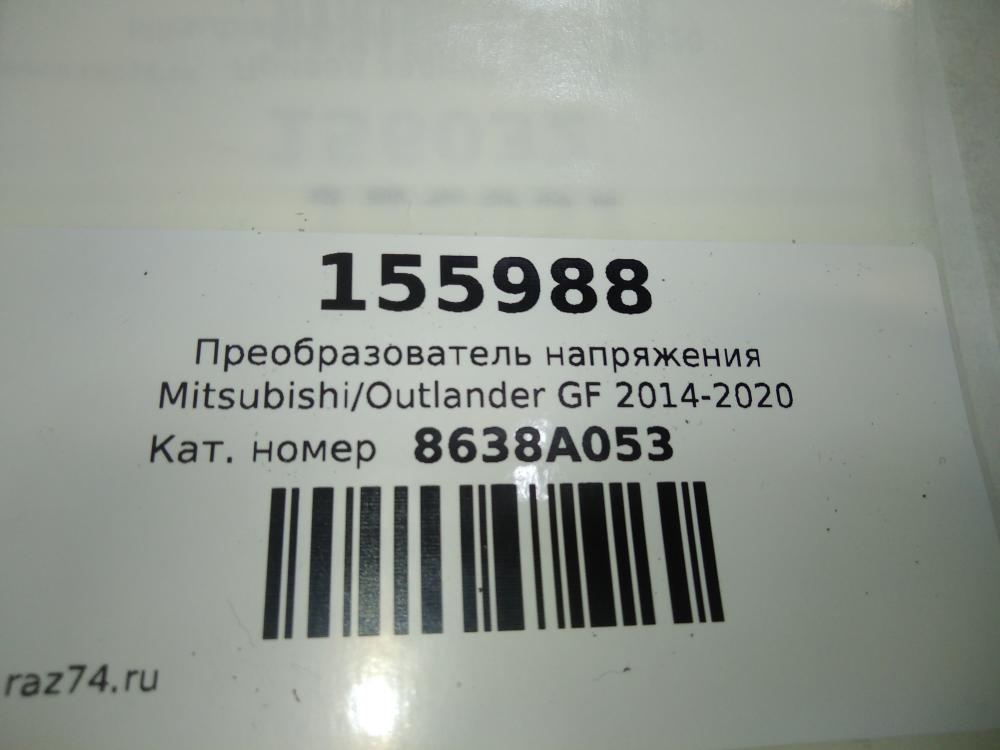 155988
Преобразователь напряжения
Mitsubishi/Outlander GF 2014-2020
Кат. номер 8638A053
raz74.ru